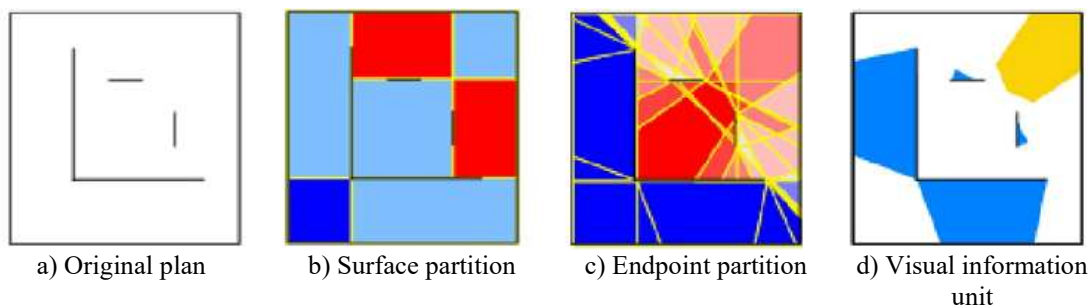 a) Original plan
b) Surface partition
c) Endpoint partition
d) Visual information
unit